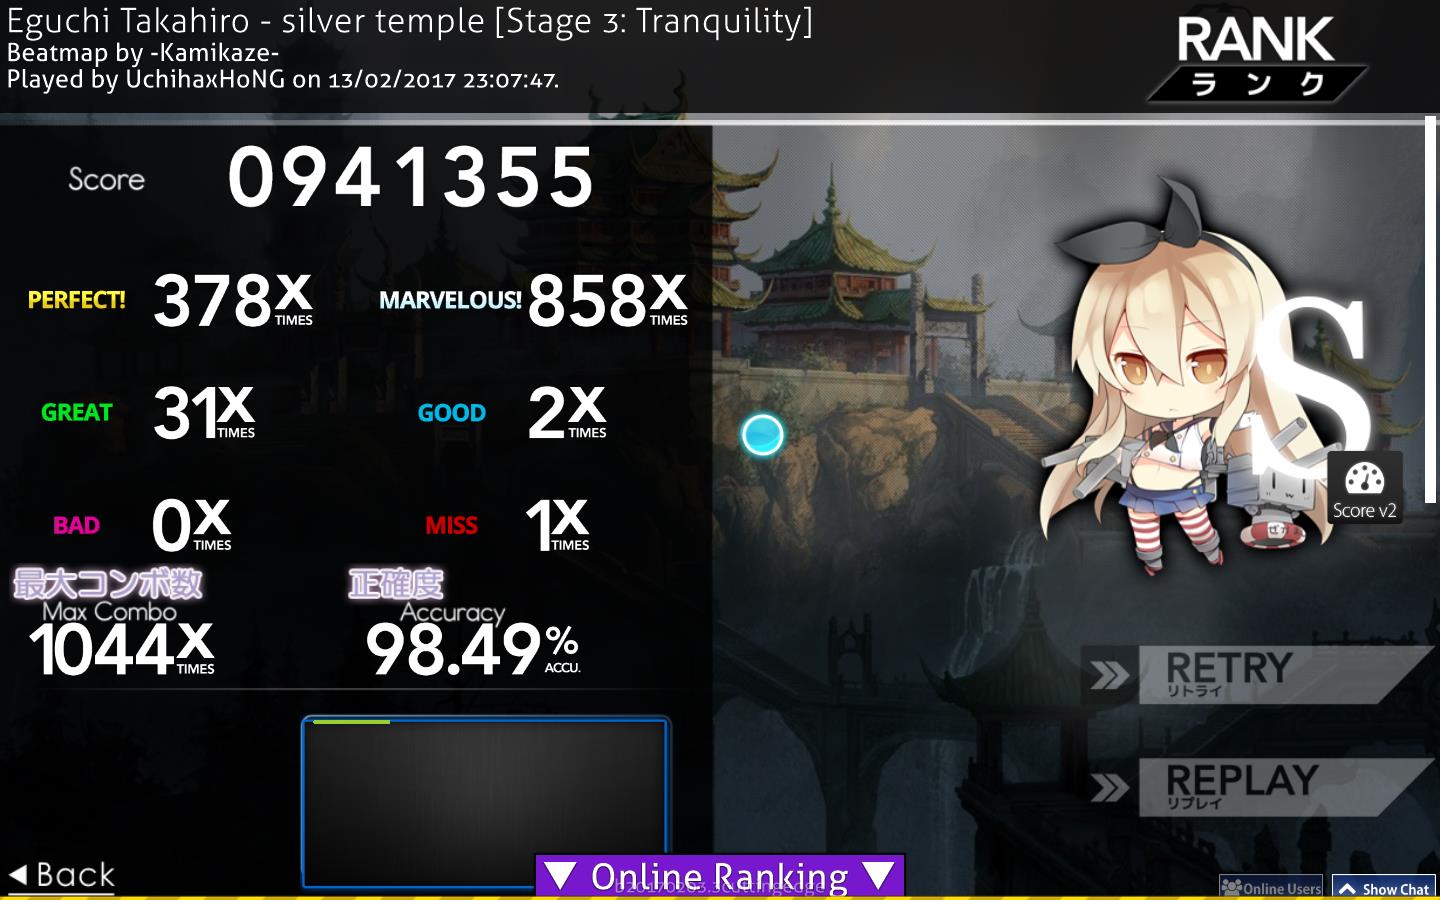 Eguchi Takahiro - silver temple [Stage 3: Tranquility]
Beatmap by -Kamikaze-
Played by UchihaxHoNG on 13/02/2017 23:07:47.
RANK
ランク
Score 0941355
PERFECT! 378X TIMES MARVELOUS! 858X TIMES
GREAT 31X TIMES GOOD 2X TIMES
BAD 0X TIMES MISS 1X TIMES
最大コンボ数 正確度
Max Combo Accuracy
1044X TIMES 98.49% ACCU.
S
Score v2
RETRY
リトライ
REPLAY
リプレイ
Back
Online Ranking
b20170203.3cuttingedge
Online Users
Show Chat